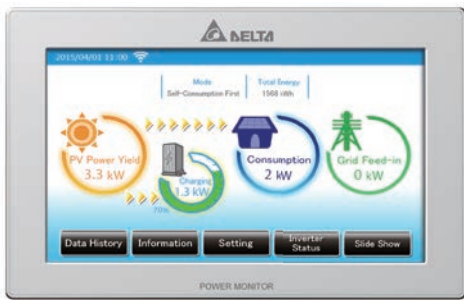 DELTA
2015/04/01 11:00
Mode
Self-Consumption First
Total Energy
1568 kWh
PV Power Yield
3.3 kW
Charging
1.3 kW
70%
Consumption
2 kW
Grid Feed-in
0 kW
Data History
Information
Setting
Inverter
Status
Slide Show
POWER MONITOR